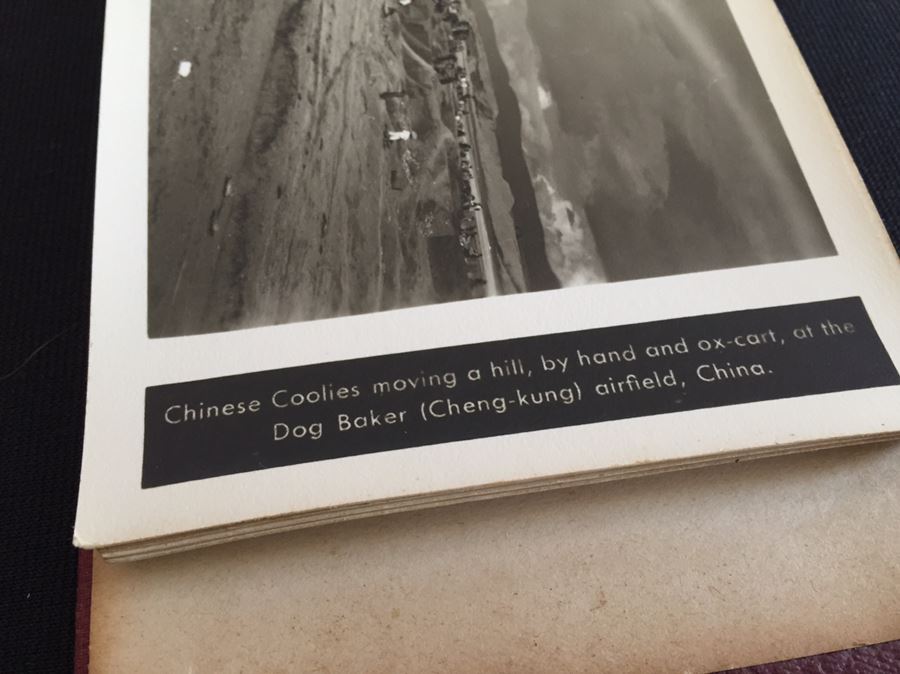 Chinese Coolies moving a hill, by hand and ox-cart, at the
Dog Baker (Cheng-kung) airfield, China.